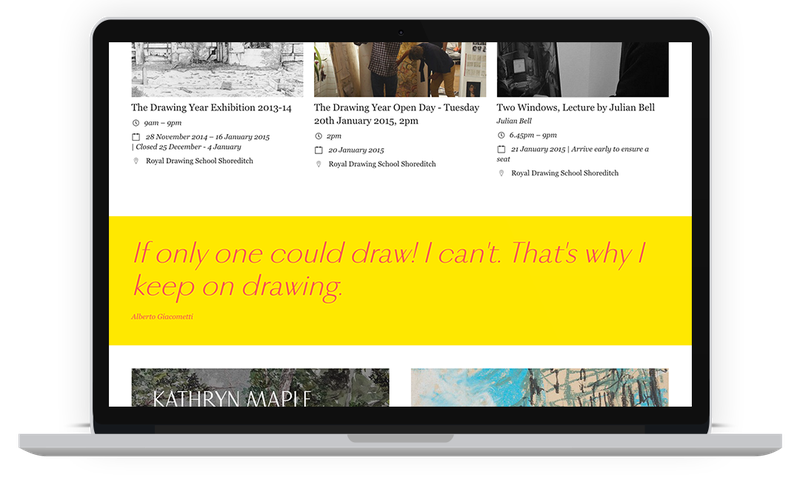 The Drawing Year Exhibition 2013-14
9am – 9pm
28 November 2014 – 16 January 2015
| Closed 25 December - 4 January
Royal Drawing School Shoreditch
The Drawing Year Open Day - Tuesday
20th January 2015, 2pm
2pm
20 January 2015
Royal Drawing School Shoreditch
Two Windows, Lecture by Julian Bell
Julian Bell
6.45pm – 9pm
21 January 2015 | Arrive early to ensure a
seat
Royal Drawing School Shoreditch
If only one could draw! I can't. That's why I
keep on drawing.
Alberto Giacometti
KATHRYN MAPLE